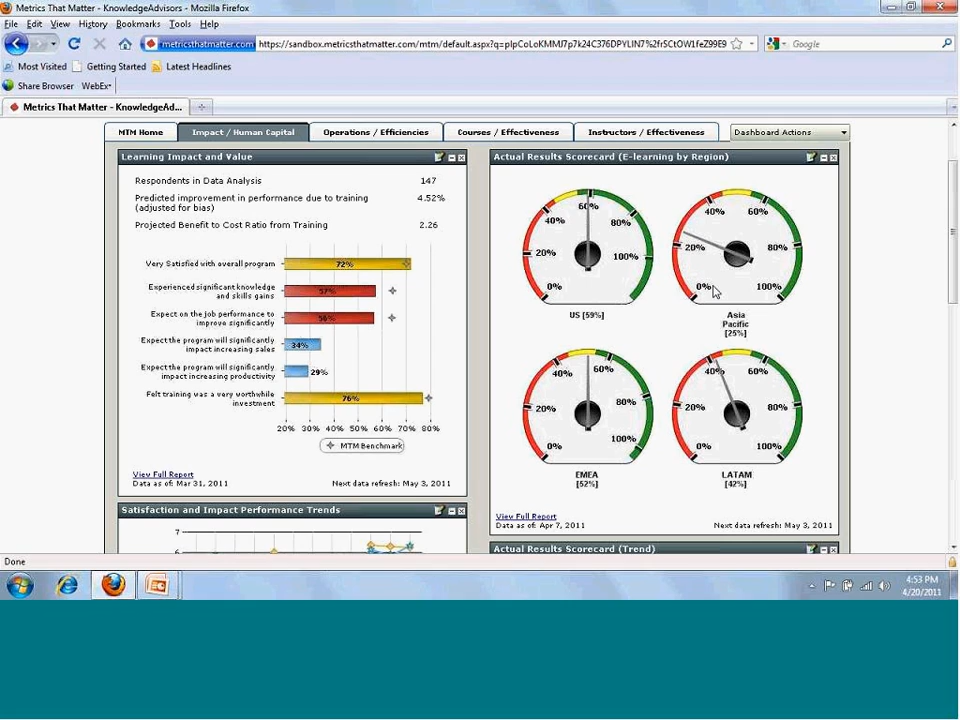 Metrics That Matter - KnowledgeAdvisors - Mozilla Firefox
File Edit View History Bookmarks Tools Help
metricsthatmatter.com https://sandbox.metricsthatmatter.com/mtm/default.aspx?q=
Google
Most Visited Getting Started Latest Headlines
Share Browser WebEx
Metrics That Matter - KnowledgeAd...
MTM Home Impact / Human Capital Operations / Efficiencies Courses / Effectiveness Instructors / Effectiveness Dashboard Actions
Learning Impact and Value
Respondents in Data Analysis 147
Predicted improvement in performance due to training 4.52%
(adjusted for bias)
Projected Benefit to Cost Ratio from Training 2.26
Very Satisfied with overall program 72%
Experienced significant knowledge
and skills gains 57%
Expect on the job performance to
improve significantly 56%
Expect the program will significantly
impact increasing sales 34%
Expect the program will significantly
impact increasing productivity 29%
Felt training was a very worthwhile
investment 76%
20% 30% 40% 50% 60% 70% 80%
MTM Benchmark
View Full Report
Data as of: Mar 31, 2011 Next data refresh: May 3, 2011
Satisfaction and Impact Performance Trends
7
6
Actual Results Scorecard (E-learning by Region)
0% 20% 40% 60% 80% 100%
US [59%]
0% 20% 40% 60% 80% 100%
Asia
Pacific
[25%]
0% 20% 40% 60% 80% 100%
EMEA
[52%]
0% 20% 40% 60% 80% 100%
LATAM
[42%]
View Full Report
Data as of: Apr 7, 2011 Next data refresh: May 3, 2011
Actual Results Scorecard (Trend)
Done
4:53 PM
4/20/2011